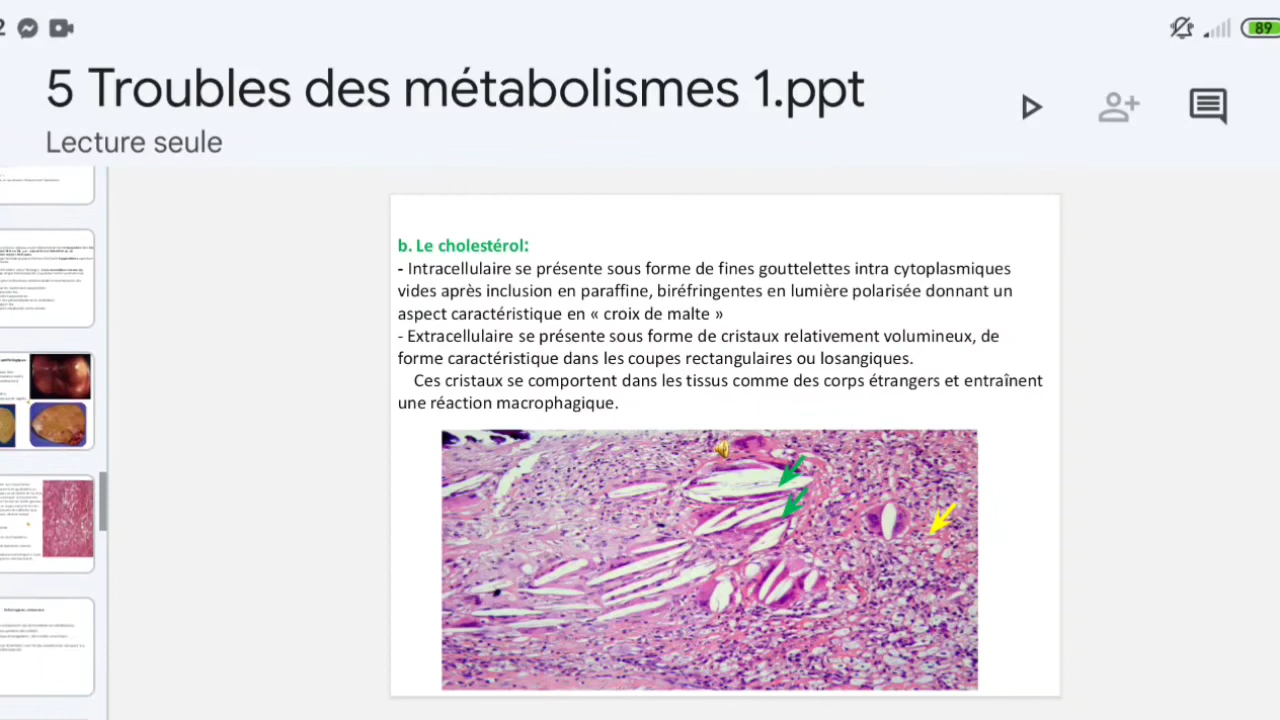 2
89
5 Troubles des métabolismes 1.ppt
Lecture seule
b. Le cholestérol:
- Intracellulaire se présente sous forme de fines gouttelettes intra cytoplasmiques
vides après inclusion en paraffine, biréfringentes en lumière polarisée donnant un
aspect caractéristique en « croix de malte »
- Extracellulaire se présente sous forme de cristaux relativement volumineux, de
forme caractéristique dans les coupes rectangulaires ou losangiques.
Ces cristaux se comportent dans les tissus comme des corps étrangers et entraînent
une réaction macrophagique.